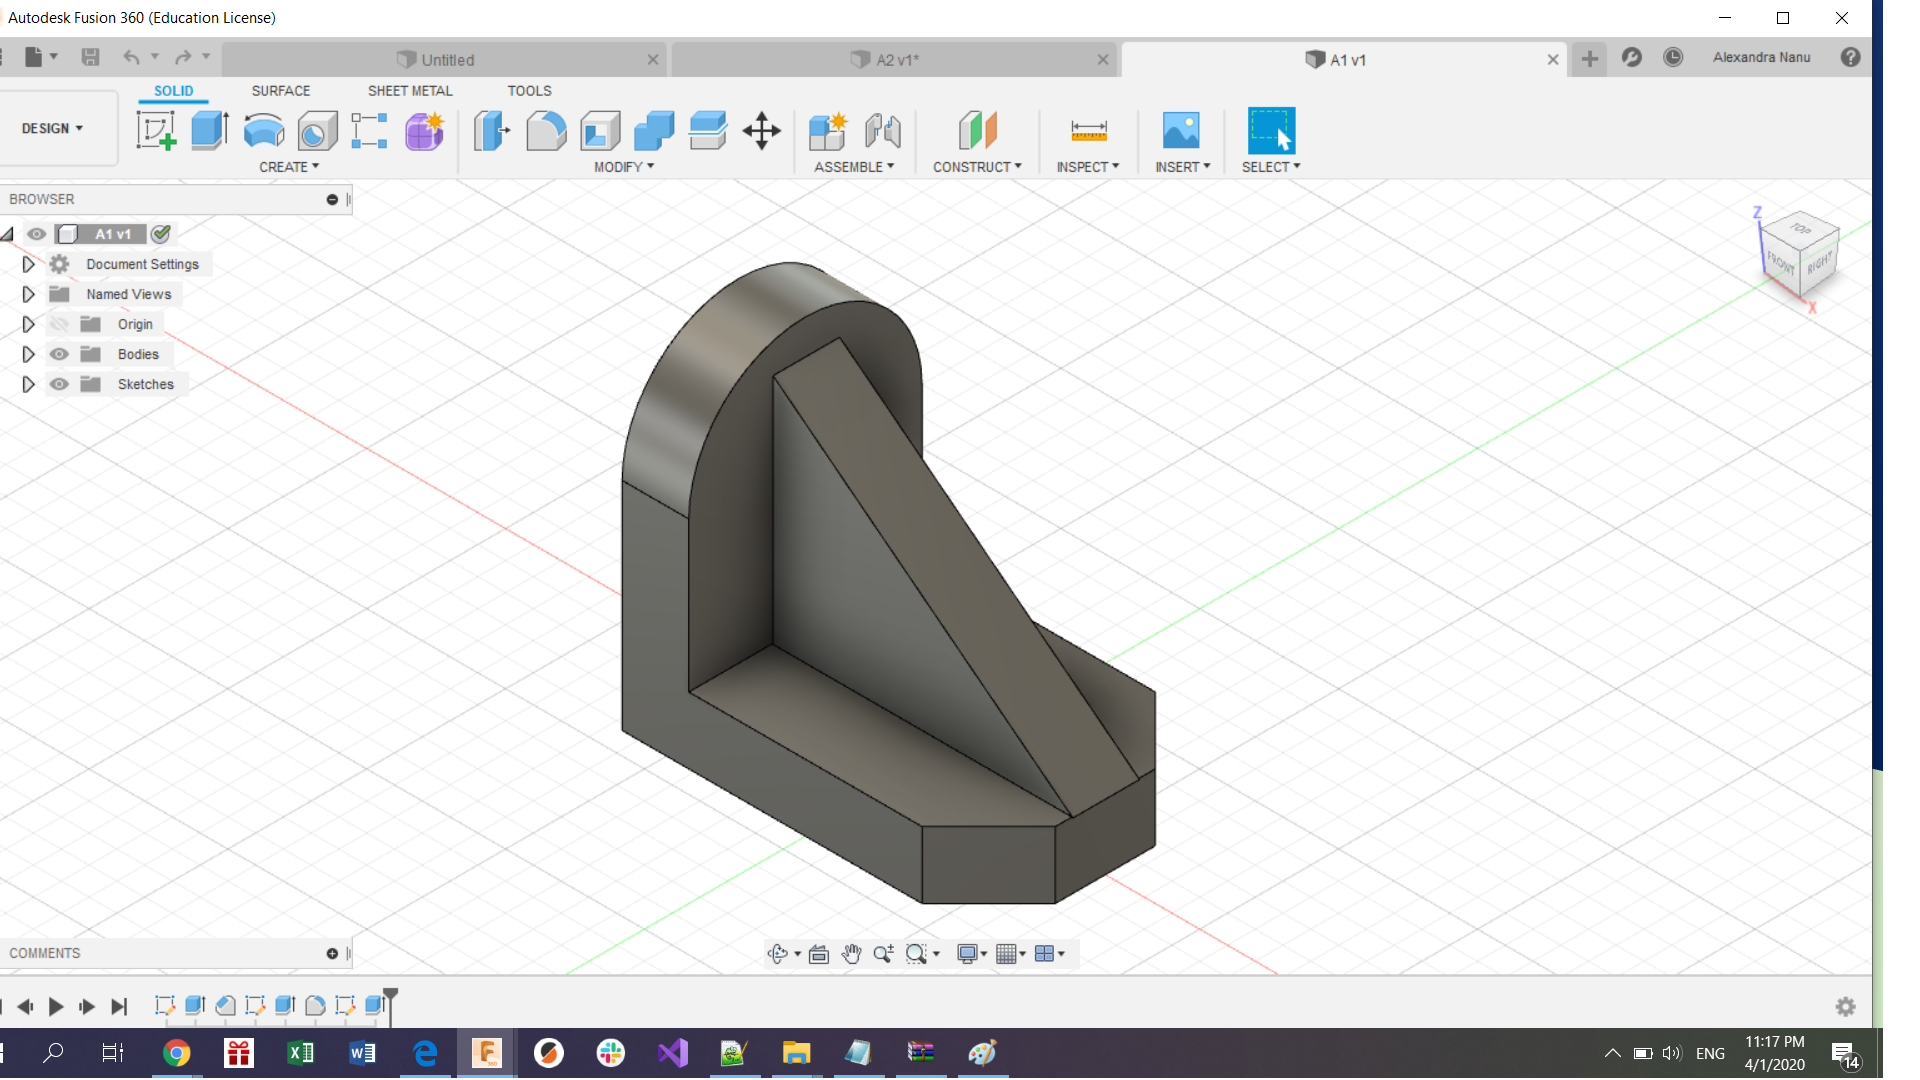 Autodesk Fusion 360 (Education License)
Untitled
A2 v1*
A1 v1
Alexandra Nanu
SOLID SURFACE SHEET METAL TOOLS
DESIGN
CREATE MODIFY ASSEMBLE CONSTRUCT INSPECT INSERT SELECT
BROWSER
A1 v1
Document Settings
Named Views
Origin
Bodies
Sketches
Z
TOP
FRONT
RIGHT
X
COMMENTS
ENG
11:17 PM
4/1/2020
14